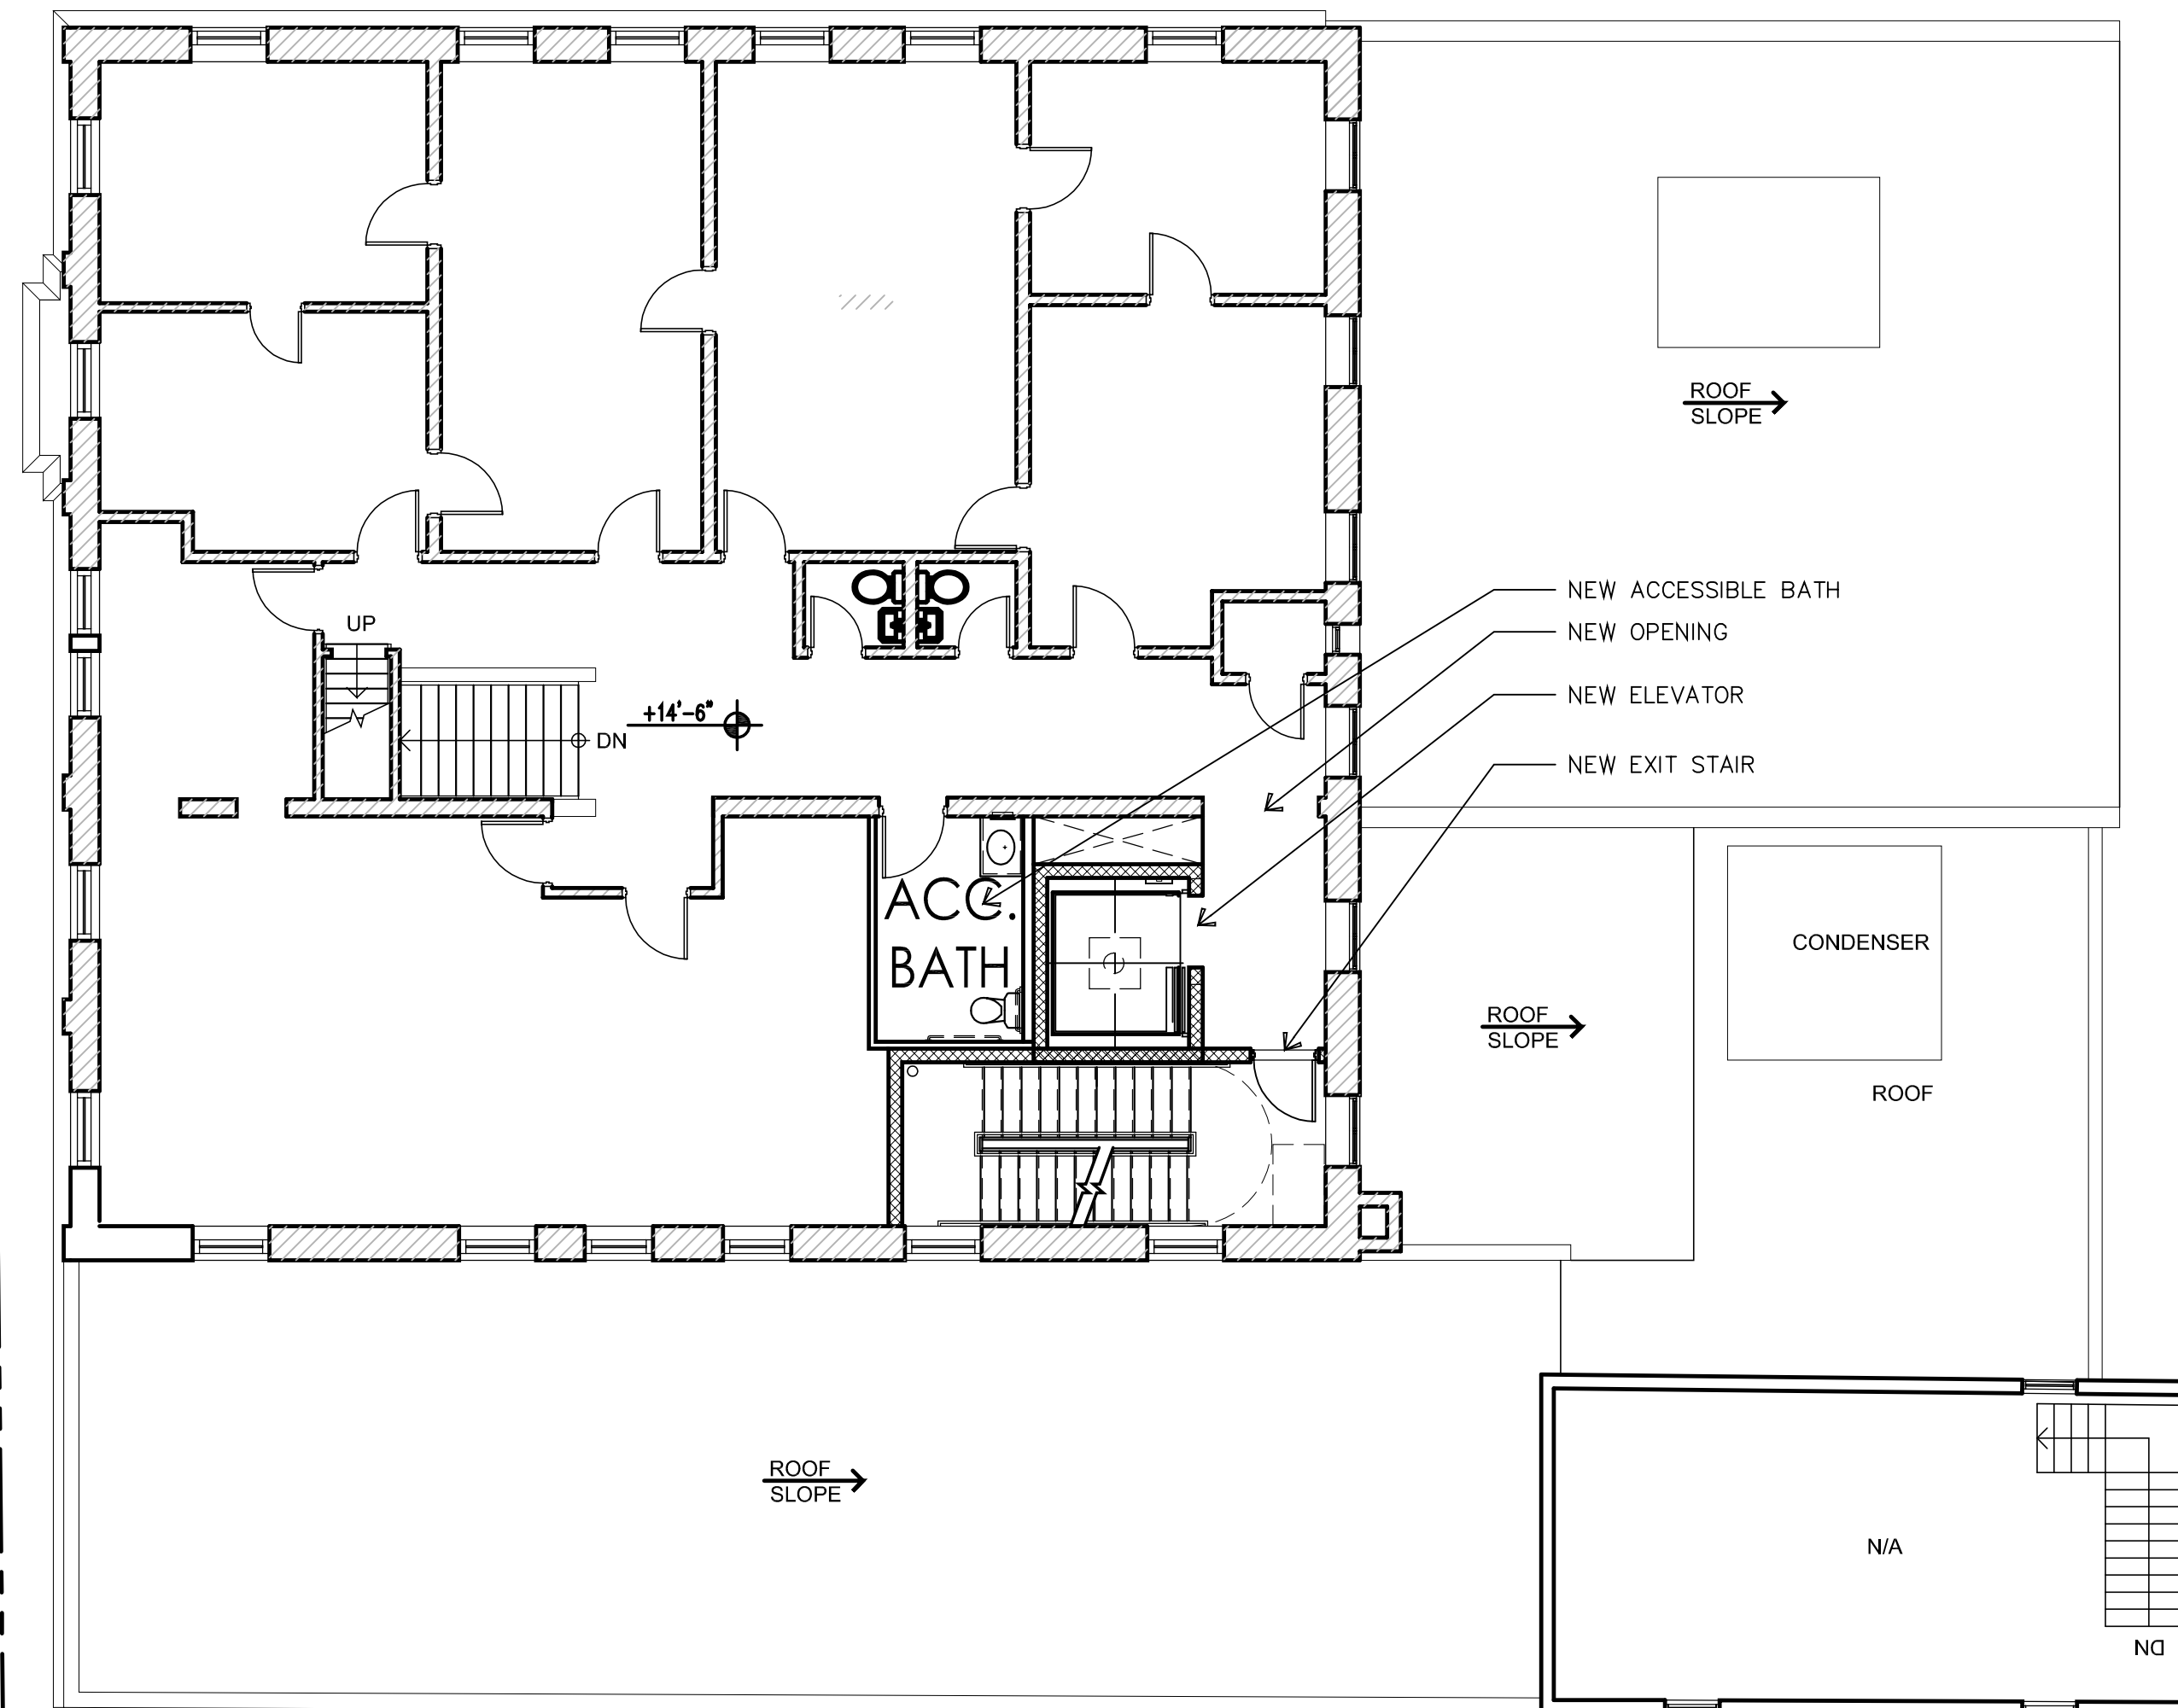 ROOF
SLOPE
NEW ACCESSIBLE BATH
UP
NEW OPENING
NEW ELEVATOR
+14'-6"
DN
NEW EXIT STAIR
ACC.
BATH
CONDENSER
ROOF
SLOPE
ROOF
ROOF
SLOPE
N/A
DN